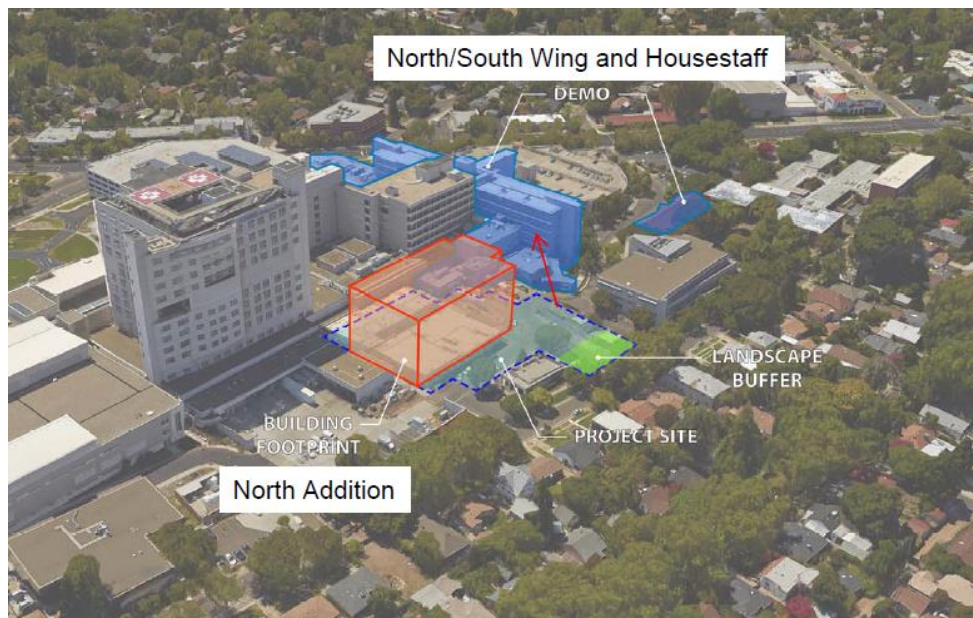 North/South Wing and Housestaff
DEMO
LANDSCAPE
BUFFER
BUILDING
FOOTPRINT
PROJECT SITE
North Addition